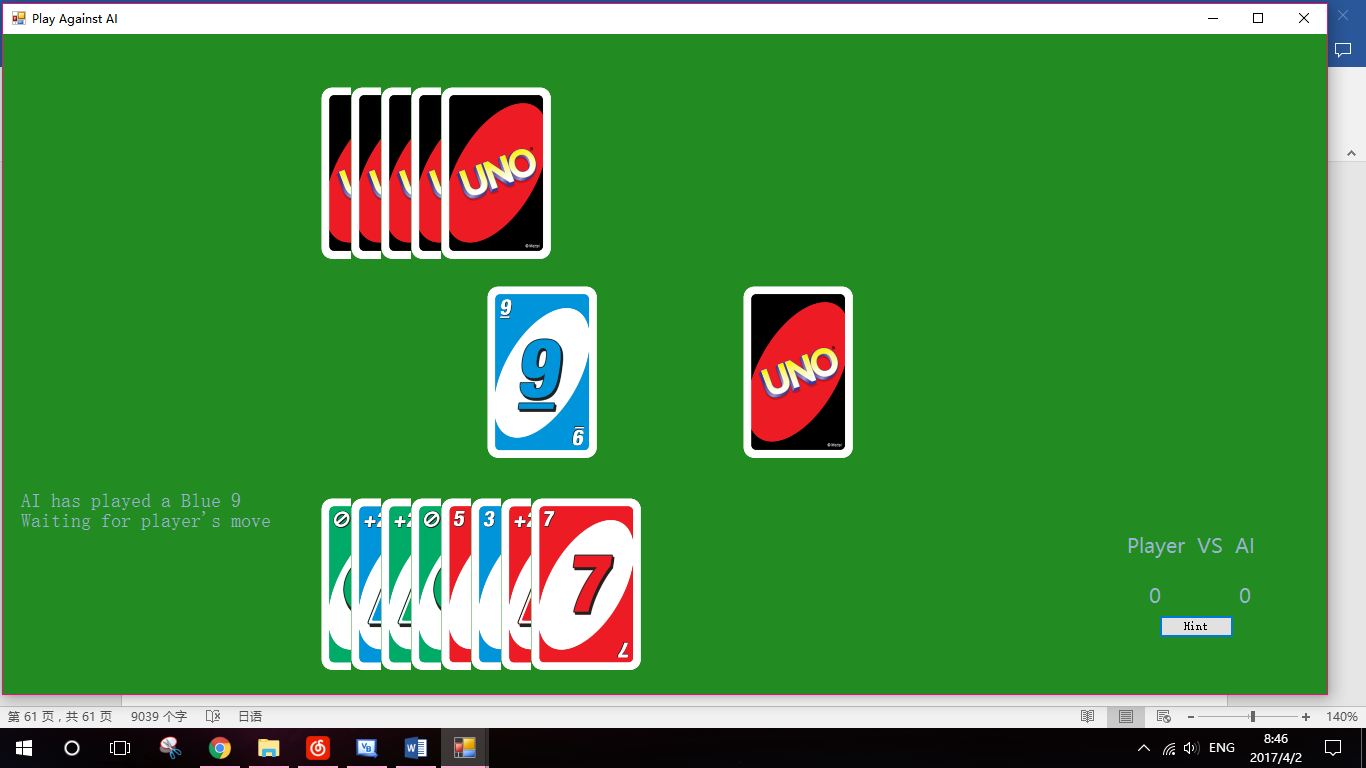 Play Against AI
UNO
9
9
9
UNO
AI has played a Blue 9
Waiting for player's move
+2
+2
5
3
+2
7
7
7
Player VS AI
0 0
Hint
第 61 页，共 61 页 9039 个字 日语 140%
ENG
8:46
2017/4/2